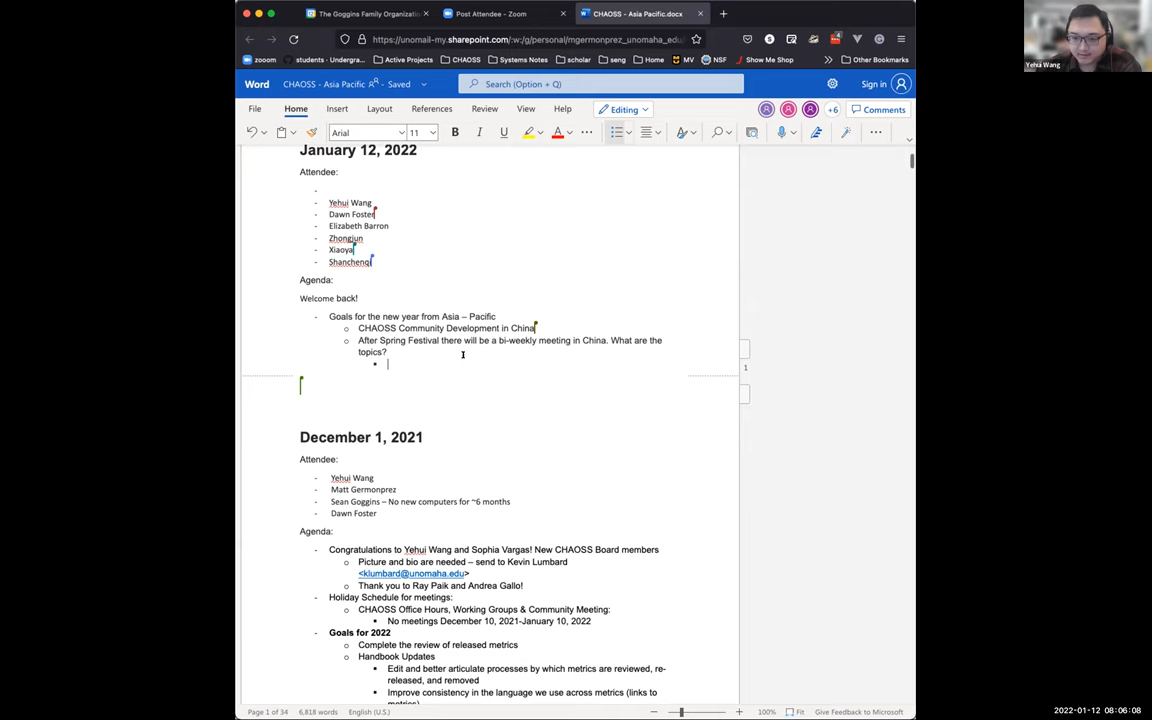 The Goggins Family Organizati
Post Attendee - Zoom
CHAOSS - Asia Pacific.docx
https://unomail-my.sharepoint.com/:w:/g/personal/mgermonprez_unomaha_edu
zooom
students - Undergra...
Active Projects
CHAOSS
Systems Notes
scholar
seng
Home
MV
NSF
Show Me Shop
Other Bookmarks
Word
CHAOSS - Asia Pacific
- Saved
Search (Option + Q)
Sign in
File
Home
Insert
Layout
References
Review
View
Help
Editing
+6
Comments
Arial
11
B
I
U
A
January 12, 2022
Attendee:
-
- Yehui Wang
- Dawn Foster
- Elizabeth Barron
- Zhongjun
- Xiaoya
- Shanchenqi
Agenda:
Welcome back!
- Goals for the new year from Asia – Pacific
o CHAOSS Community Development in China
o After Spring Festival there will be a bi-weekly meeting in China. What are the
topics?
▪
1
December 1, 2021
Attendee:
- Yehui Wang
- Matt Germonprez
- Sean Goggins – No new computers for ~6 months
- Dawn Foster
Agenda:
- Congratulations to Yehui Wang and Sophia Vargas! New CHAOSS Board members
o Picture and bio are needed – send to Kevin Lumbard
<klumbard@unomaha.edu>
o Thank you to Ray Paik and Andrea Gallo!
- Holiday Schedule for meetings:
o CHAOSS Office Hours, Working Groups & Community Meeting:
▪ No meetings December 10, 2021-January 10, 2022
- Goals for 2022
o Complete the review of released metrics
o Handbook Updates
▪ Edit and better articulate processes by which metrics are reviewed, re-
released, and removed
▪ Improve consistency in the language we use across metrics (links to
metrics)
Page 1 of 34
6,818 words
English (U.S.)
100%
Fit
Give Feedback to Microsoft
Yehui Wang
2022-01-12 08:06:08